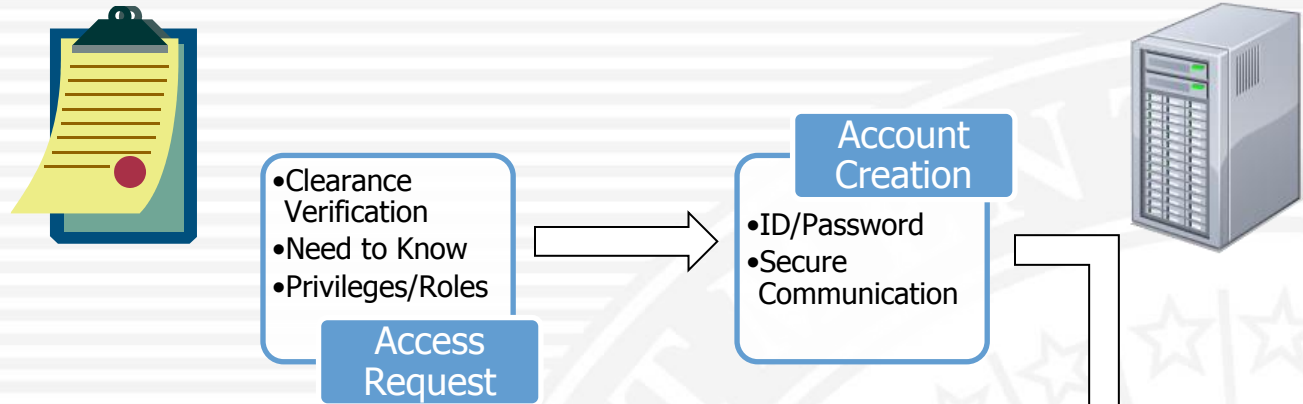 •Clearance
Verification
•Need to Know
•Privileges/Roles
Access
Request
Account
Creation
•ID/Password
•Secure
Communication